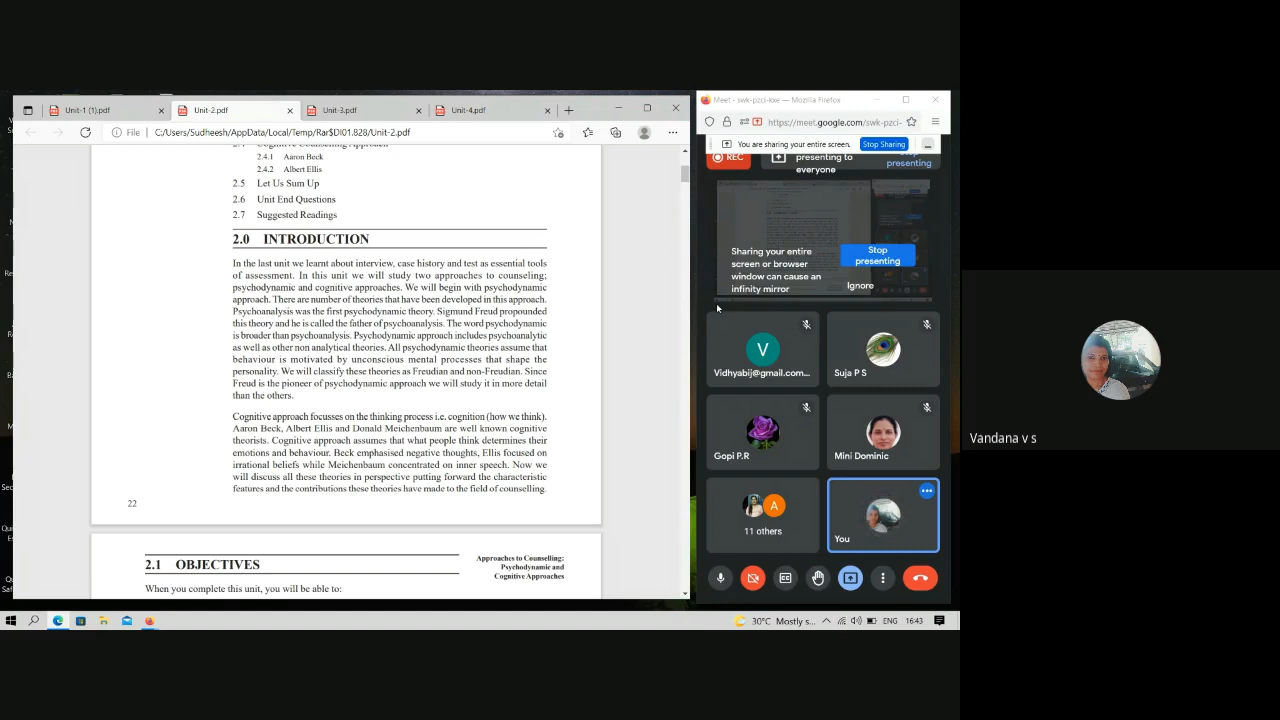 Unit-1 (1).pdf
Unit-2.pdf
Unit-3.pdf
Unit-4.pdf
File
C:/Users/Sudheesh/AppData/Local/Temp/Rar$DI01.828/Unit-2.pdf
2.4 Cognitive Counselling Approach
2.4.1 Aaron Beck
2.4.2 Albert Ellis
2.5 Let Us Sum Up
2.6 Unit End Questions
2.7 Suggested Readings
2.0 INTRODUCTION
In the last unit we learnt about interview, case history and test as essential tools
of assessment. In this unit we will study two approaches to counseling;
psychodynamic and cognitive approaches. We will begin with psychodynamic
approach. There are number of theories that have been developed in this approach.
Psychoanalysis was the first psychodynamic theory. Sigmund Freud propounded
this theory and he is called the father of psychoanalysis. The word psychodynamic
is broader than psychoanalysis. Psychodynamic approach includes psychoanalytic
as well as other non analytical theories. All psychodynamic theories assume that
behaviour is motivated by unconscious mental processes that shape the
personality. We will classify these theories as Freudian and non-Freudian. Since
Freud is the pioneer of psychodynamic approach we will study it in more detail
than the others.
Cognitive approach focusses on the thinking process i.e. cognition (how we think).
Aaron Beck, Albert Ellis and Donald Meichenbaum are well known cognitive
theorists. Cognitive approach assumes that what people think determines their
emotions and behaviour. Beck emphasised negative thoughts, Ellis focused on
irrational beliefs while Meichenbaum concentrated on inner speech. Now we
will discuss all these theories in perspective putting forward the characteristic
features and the contributions these theories have made to the field of counselling.
22
2.1 OBJECTIVES
Approaches to Counselling:
Psychodynamic and
Cognitive Approaches
When you complete this unit, you will be able to:
Meet - swk-pzci-kxe — Mozilla Firefox
https://meet.google.com/swk-pzci-
You are sharing your entire screen.
Stop Sharing
REC
presenting to
everyone
presenting
Sharing your entire
screen or browser
window can cause an
infinity mirror
Stop
presenting
Ignore
V
Vidhyabij@gmail.com...
Suja P S
Gopi P.R
Mini Dominic
A
11 others
You
Vandana v s
30°C Mostly s...
ENG
16:43